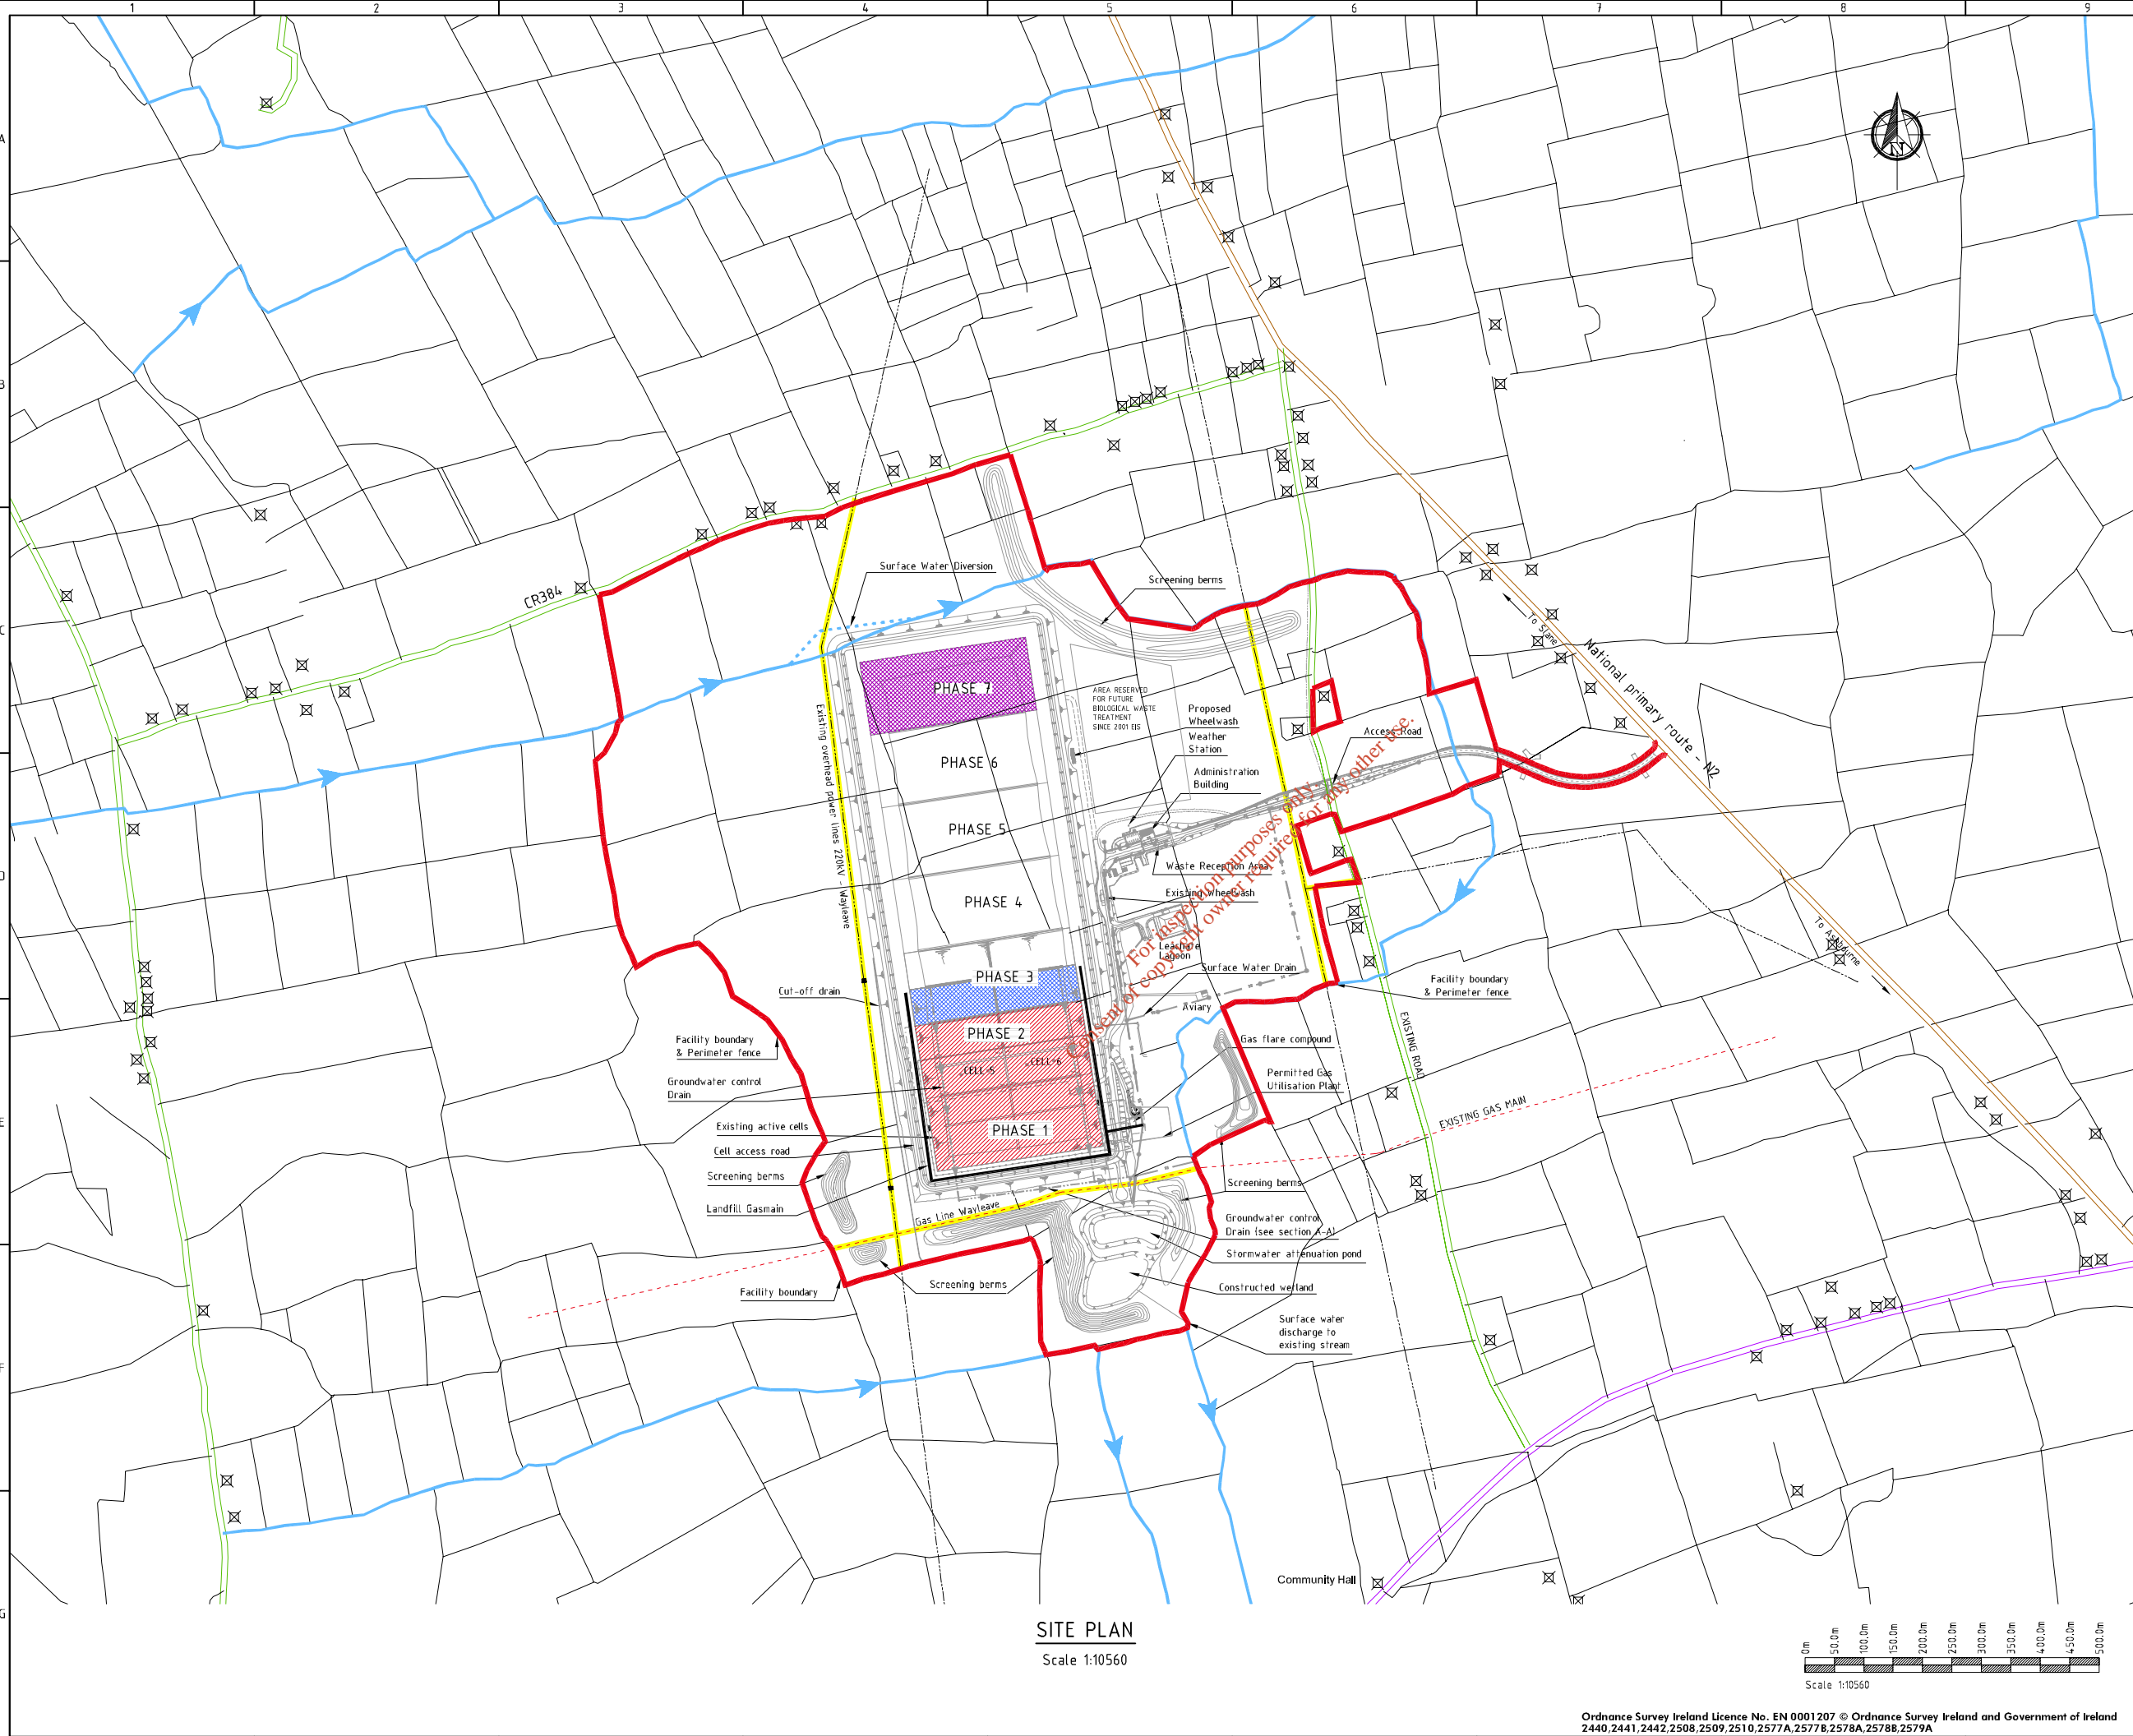 1 2 3 4 5 6 7 8 9
A
B
C
D
E
F
G
N
CR384
Surface Water Diversion
Screening berms
To Slane
National primary route - N2
To Ashbourne
PHASE 7
AREA RESERVED
FOR FUTURE
BIOLOGICAL WASTE
TREATMENT
SINCE 2001 EIS
Proposed
Wheelwash
Weather
Station
Administration
Building
Access Road
PHASE 6
PHASE 5
PHASE 4
PHASE 3
PHASE 2
CELL-5
CELL-6
PHASE 1
Existing overhead power lines 220kV - Wayleave
Waste Reception Area
Existing Wheelwash
Leachate
Lagoon
Surface Water Drain
Aviary
For inspection purposes only.
Consent of copyright owner required for any other use.
Facility boundary
& Perimeter fence
EXISTING ROAD
EXISTING GAS MAIN
Cut-off drain
Facility boundary
& Perimeter fence
Groundwater control
Drain
Existing active cells
Cell access road
Screening berms
Landfill Gasmain
Gas Line Wayleave
Facility boundary
Screening berms
Gas flare compound
Permitted Gas
Utilisation Plant
Screening berms
Groundwater control
Drain (see section A-A)
Stormwater attenuation pond
Constructed wetland
Surface water
discharge to
existing stream
Community Hall
SITE PLAN
Scale 1:10560
0m
50.0m
100.0m
150.0m
200.0m
250.0m
300.0m
350.0m
400.0m
450.0m
500.0m
Scale 1:10560
Ordnance Survey Ireland Licence No. EN 0001207 © Ordnance Survey Ireland and Government of Ireland
2440,2441,2442,2508,2509,2510,2577A,2577B,2578A,2578B,2579A